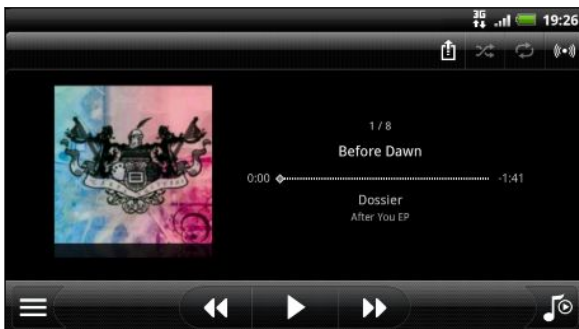 3G 19:26
1 / 8
Before Dawn
0:00 -1:41
Dossier
After You EP